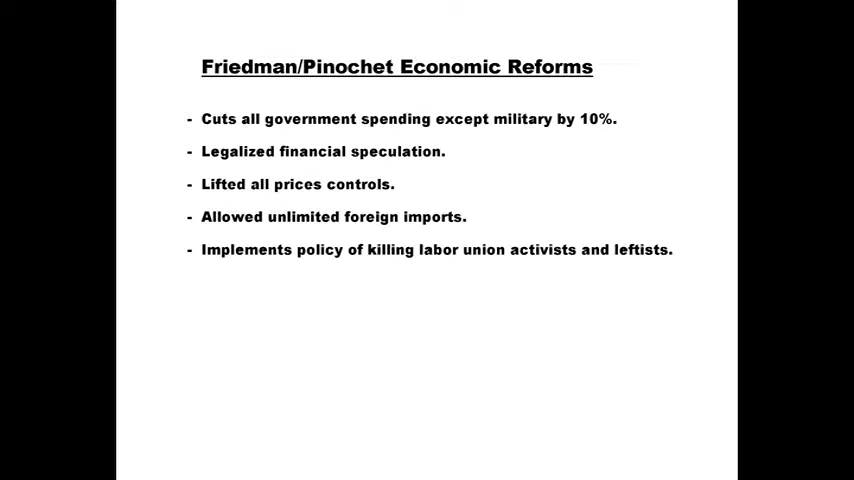 Friedman/Pinochet Economic Reforms
- Cuts all government spending except military by 10%.
- Legalized financial speculation.
- Lifted all prices controls.
- Allowed unlimited foreign imports.
- Implements policy of killing labor union activists and leftists.